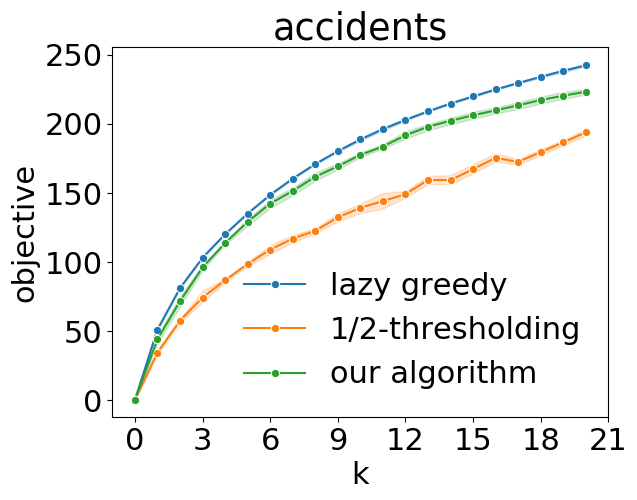 accidents
objective
250
200
150
100
50
0
lazy greedy
1/2-thresholding
our algorithm
0 3 6 9 12 15 18 21
k